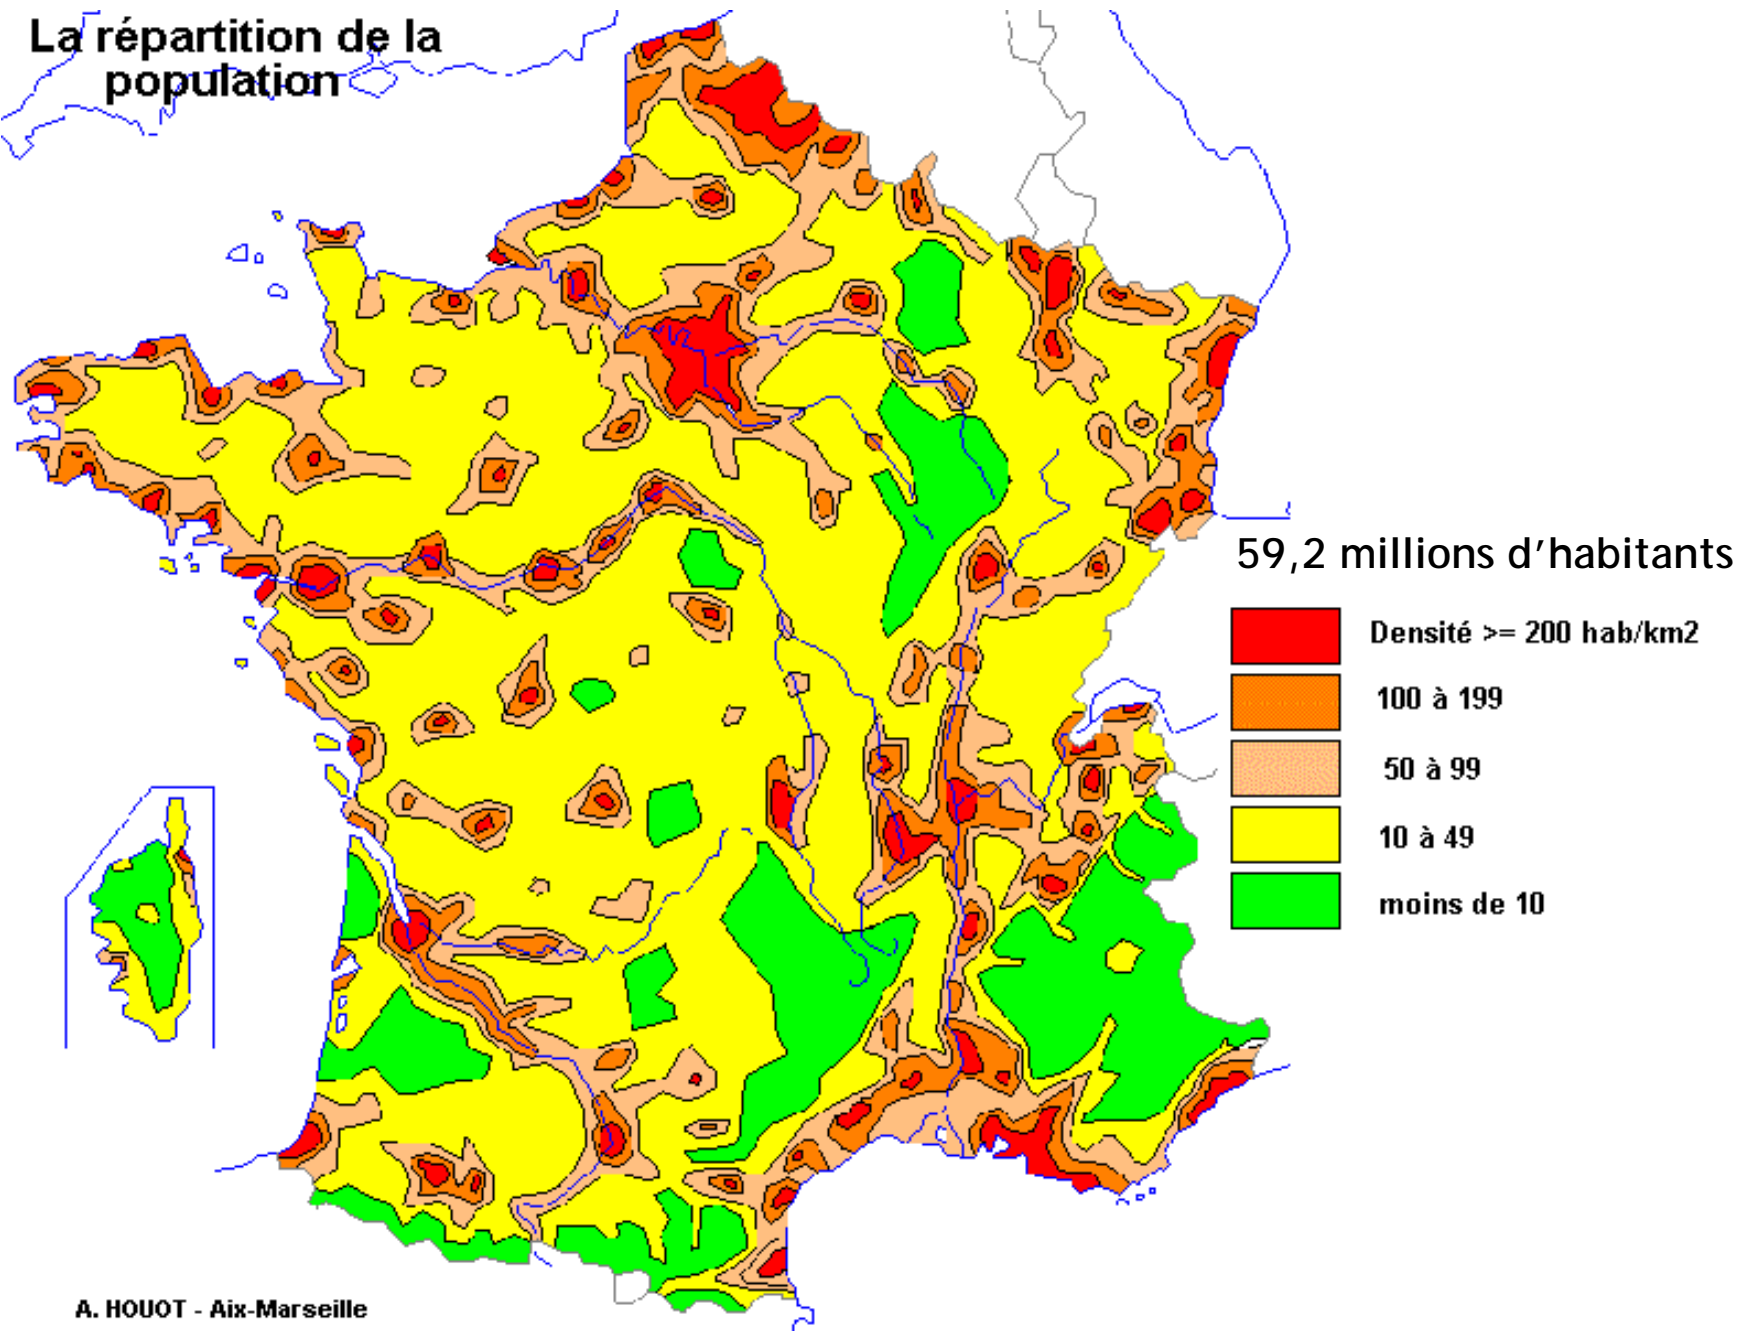 La répartition de la
population
59,2 millions d'habitants
Densité >= 200 hab/km2
100 à 199
50 à 99
10 à 49
moins de 10
A. HOUOT - Aix-Marseille